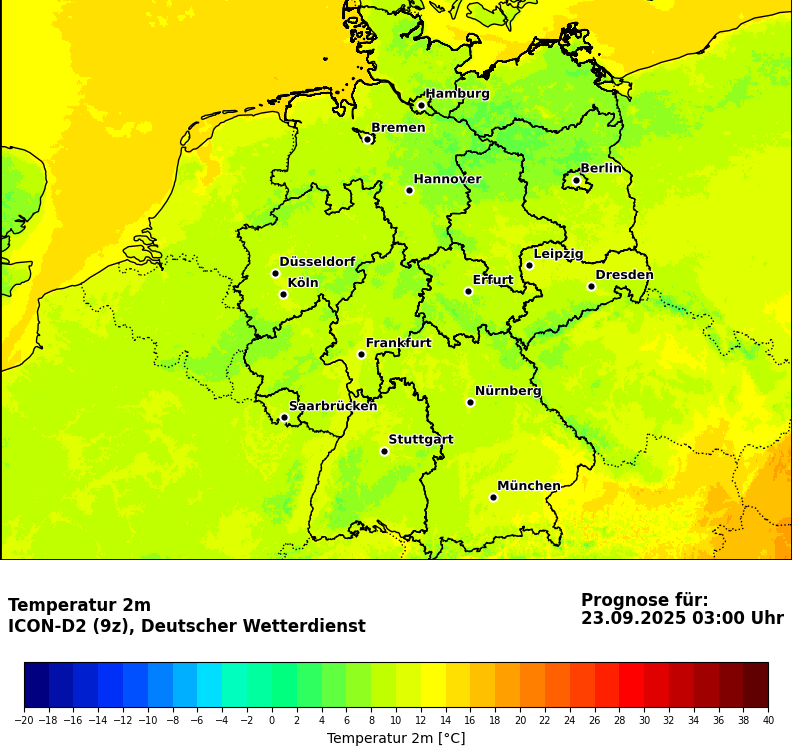 Hamburg
Bremen
Berlin
Hannover
Leipzig
Düsseldorf
Dresden
Köln
Erfurt
Frankfurt
Nürnberg
Saarbrücken
Stuttgart
München
Temperatur 2m
ICON-D2 (9z), Deutscher Wetterdienst
Prognose für:
23.09.2025 03:00 Uhr
−20 −18 −16 −14 −12 −10 −8 −6 −4 −2 0 2 4 6 8 10 12 14 16 18 20 22 24 26 28 30 32 34 36 38 40
Temperatur 2m [°C]